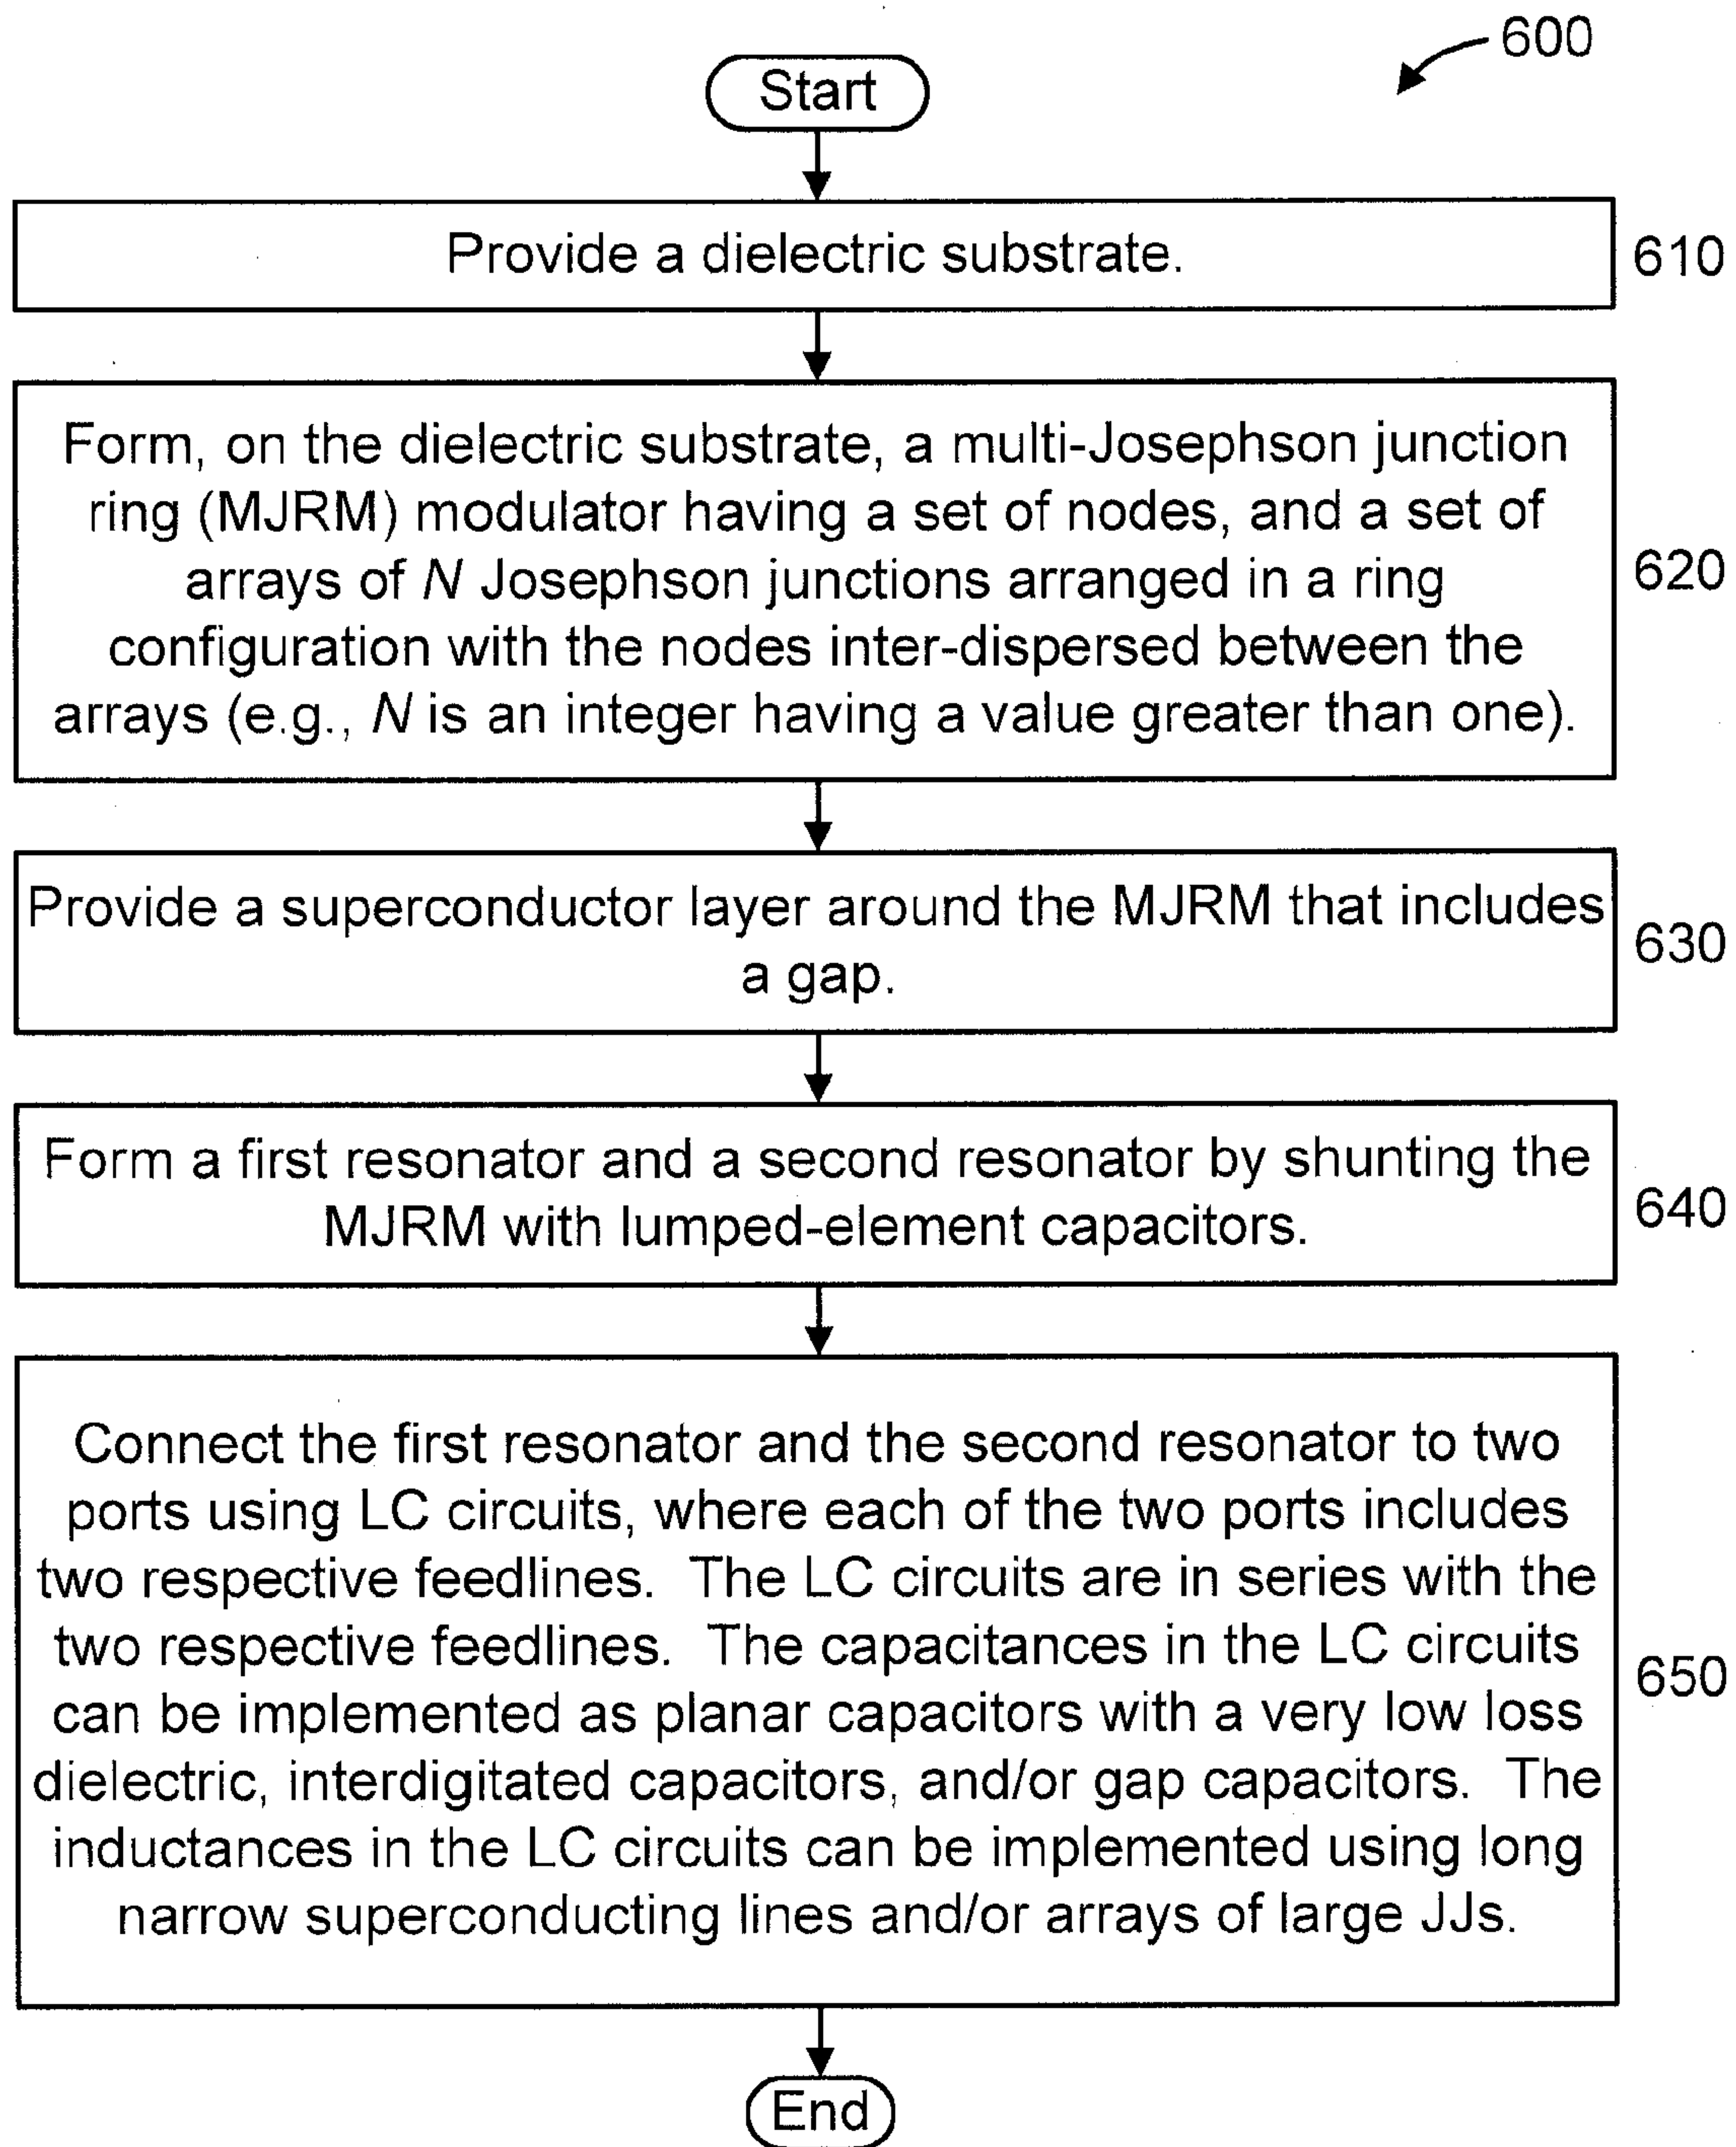 600
Start
Provide a dielectric substrate.
610
Form, on the dielectric substrate, a multi-Josephson junction
ring (MJRM) modulator having a set of nodes, and a set of
arrays of N Josephson junctions arranged in a ring
configuration with the nodes inter-dispersed between the
arrays (e.g., N is an integer having a value greater than one).
620
Provide a superconductor layer around the MJRM that includes
a gap.
630
Form a first resonator and a second resonator by shunting the
MJRM with lumped-element capacitors.
640
Connect the first resonator and the second resonator to two
ports using LC circuits, where each of the two ports includes
two respective feedlines.  The LC circuits are in series with the
two respective feedlines.  The capacitances in the LC circuits
can be implemented as planar capacitors with a very low loss
dielectric, interdigitated capacitors, and/or gap capacitors.  The
inductances in the LC circuits can be implemented using long
narrow superconducting lines and/or arrays of large JJs.
650
End